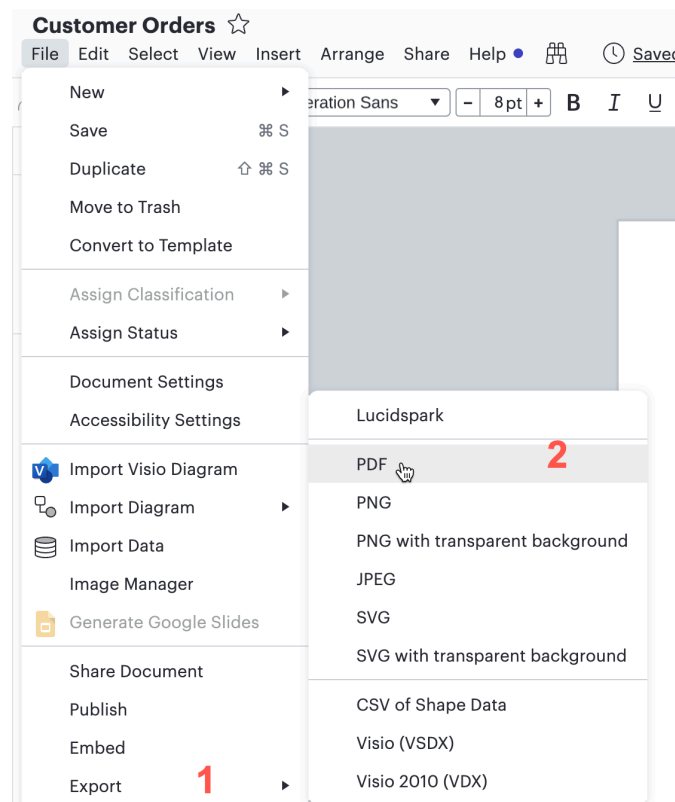 Customer Orders
File Edit Select View Insert Arrange Share Help Saved
New
eration Sans - 8 pt + B I U
Save ⌘ S
Duplicate ⇧ ⌘ S
Move to Trash
Convert to Template
Assign Classification
Assign Status
Document Settings
Accessibility Settings
Import Visio Diagram
Import Diagram
Import Data
Image Manager
Generate Google Slides
Share Document
Publish
Embed
Export 1
Lucidspark
PDF 2
PNG
PNG with transparent background
JPEG
SVG
SVG with transparent background
CSV of Shape Data
Visio (VSDX)
Visio 2010 (VDX)